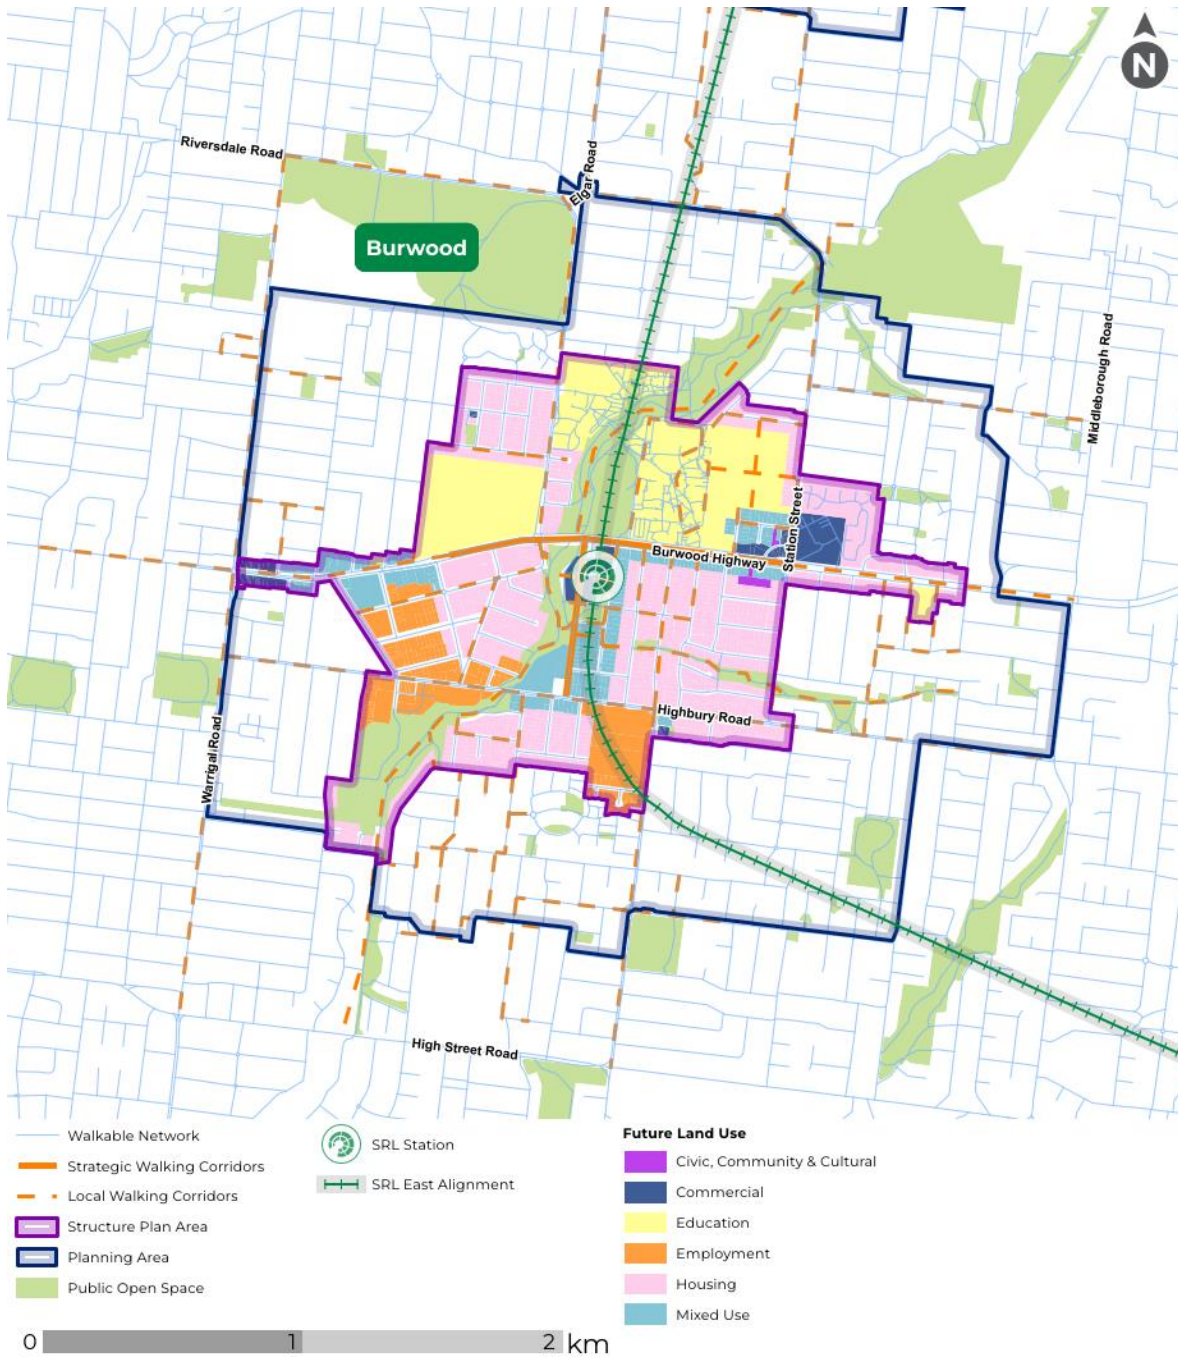 N
Riversdale Road
Elgar Road
Burwood
Middleborough Road
Station Street
Burwood Highway
Highbury Road
Warrigal Road
High Street Road
Walkable Network
Strategic Walking Corridors
Local Walking Corridors
Structure Plan Area
Planning Area
Public Open Space
SRL Station
SRL East Alignment
Future Land Use
Civic, Community & Cultural
Commercial
Education
Employment
Housing
Mixed Use
0 1 2 km